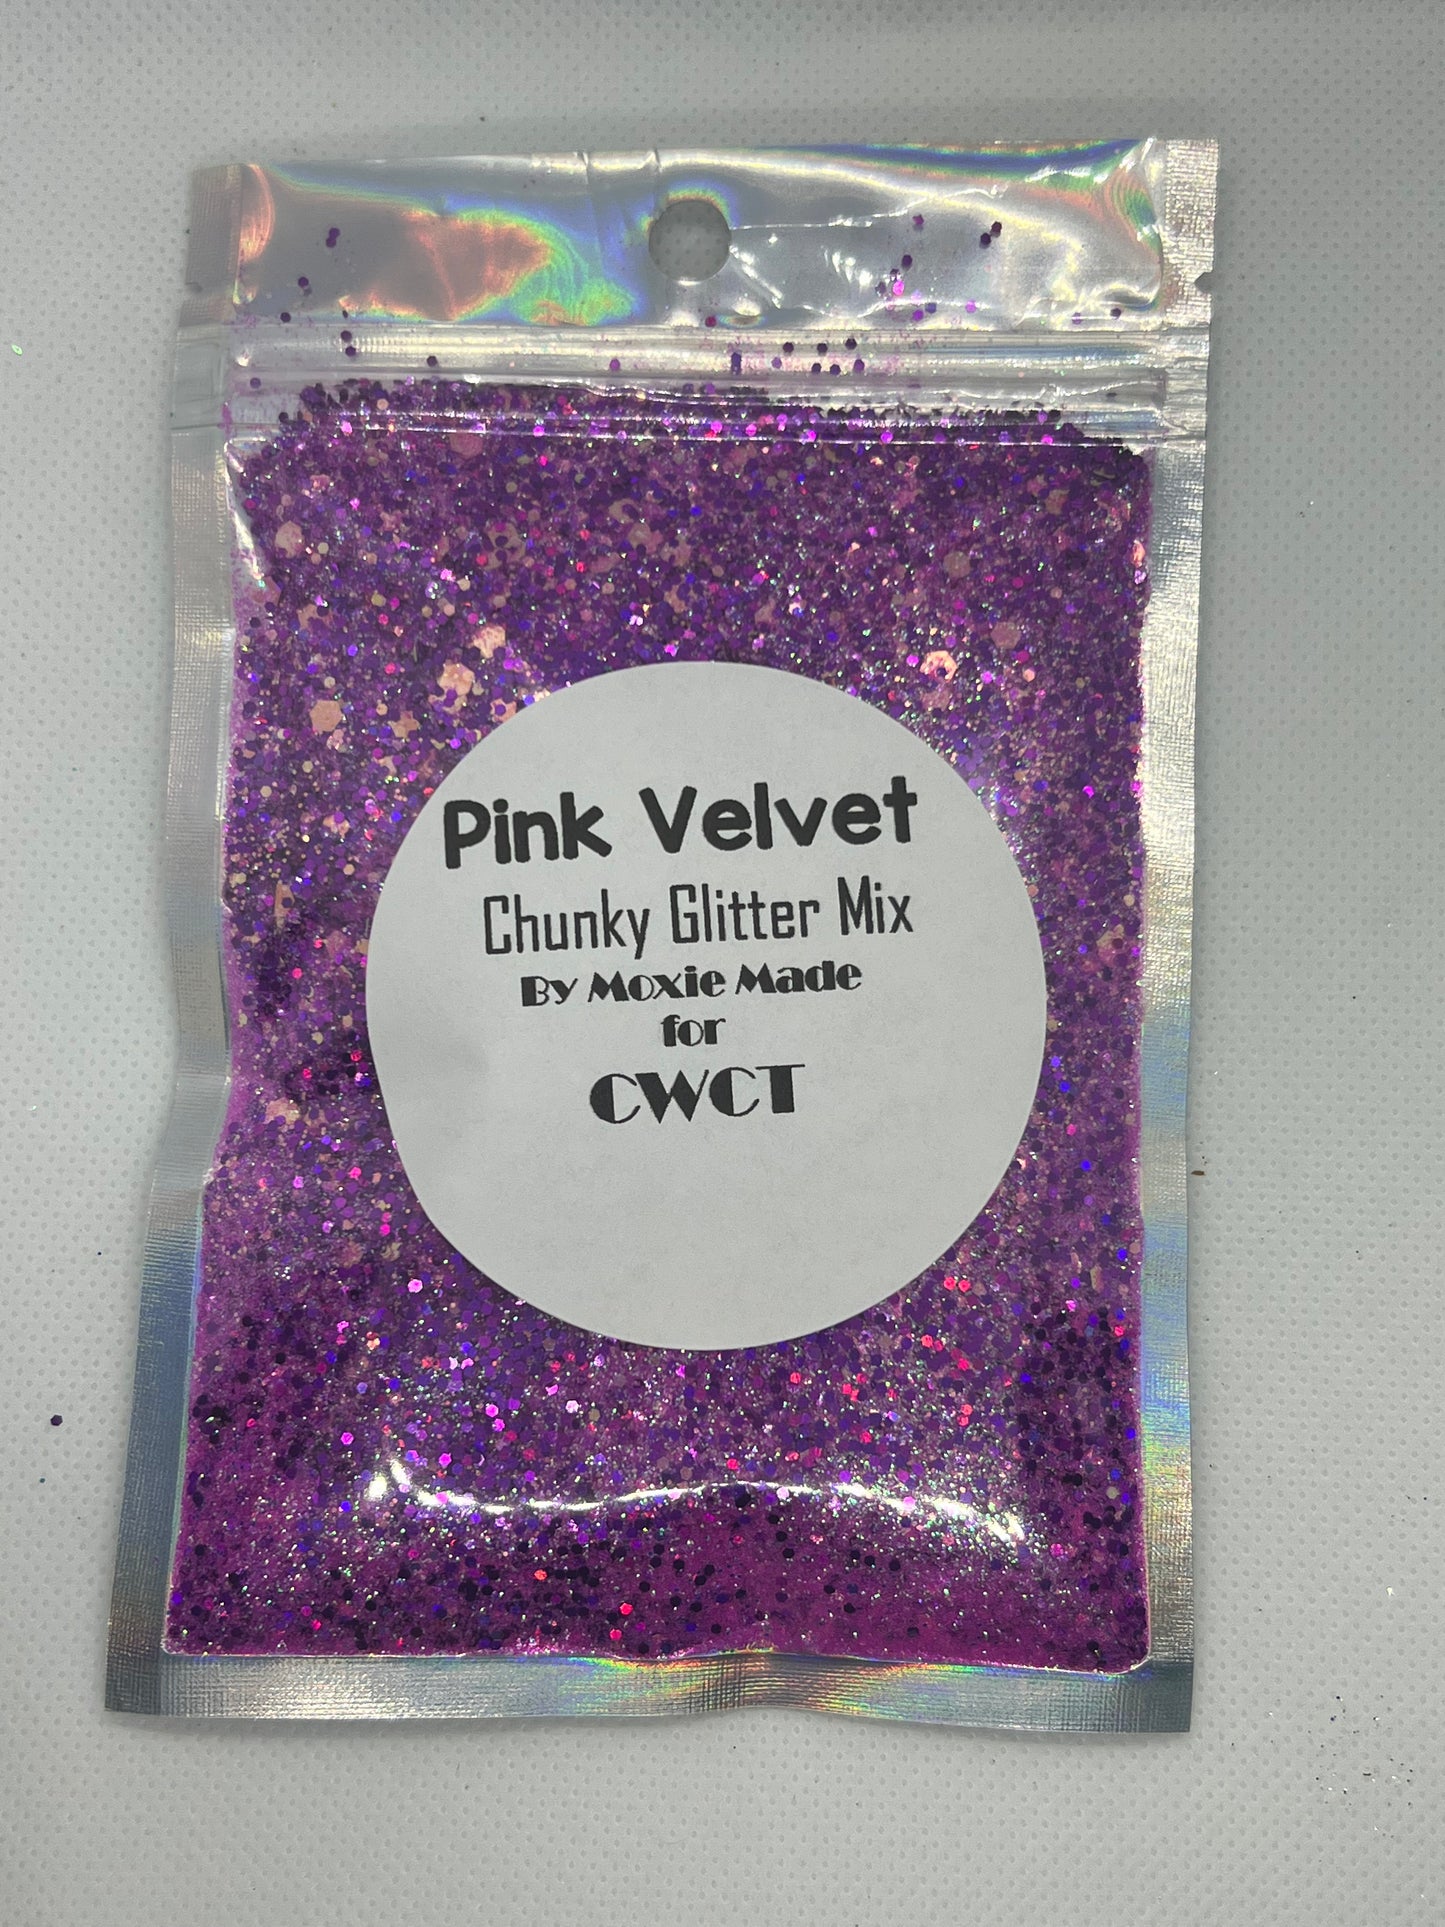 Pink Velvet
Chunky Glitter Mix
By Moxie Made
for
CWCT